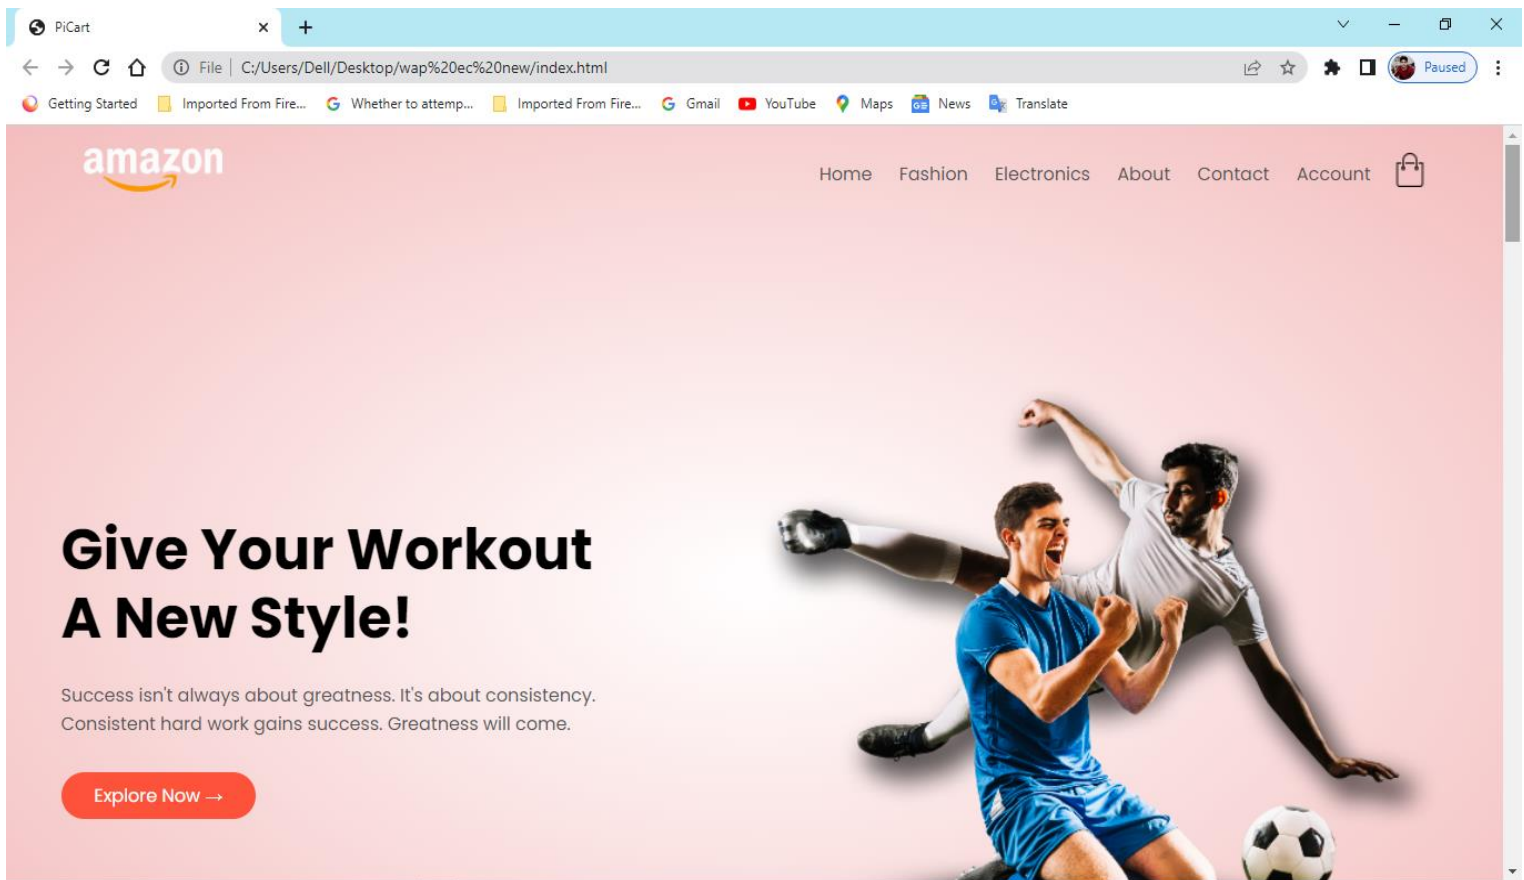 PiCart
File
C:/Users/Dell/Desktop/wap%20ec%20new/index.html
Paused
Getting Started
Imported From Fire...
Whether to attemp...
Imported From Fire...
Gmail
YouTube
Maps
News
Translate
amazon
Home
Fashion
Electronics
About
Contact
Account
Give Your Workout
A New Style!
Success isn't always about greatness. It's about consistency.
Consistent hard work gains success. Greatness will come.
Explore Now →